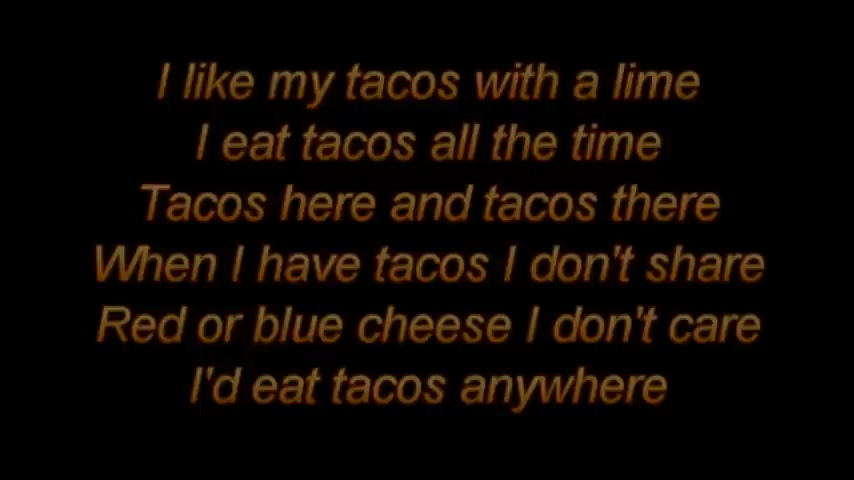 I like my tacos with a lime
I eat tacos all the time
Tacos here and tacos there
When I have tacos I don't share
Red or blue cheese I don't care
I'd eat tacos anywhere